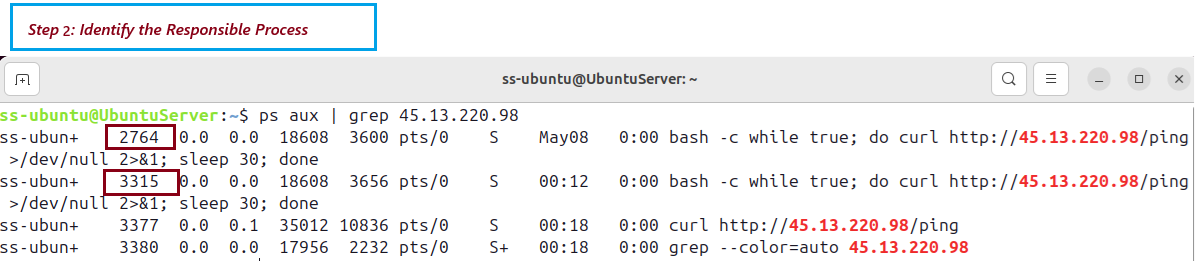 Step 2: Identify the Responsible Process
ss-ubuntu@UbuntuServer: ~
ss-ubuntu@UbuntuServer:~$ ps aux | grep 45.13.220.98
ss-ubun+    2764  0.0  0.0  18608  3600 pts/0    S    May08   0:00 bash -c while true; do curl http://45.13.220.98/ping
 >/dev/null 2>&1; sleep 30; done
ss-ubun+    3315  0.0  0.0  18608  3656 pts/0    S    00:12   0:00 bash -c while true; do curl http://45.13.220.98/ping
 >/dev/null 2>&1; sleep 30; done
ss-ubun+    3377  0.0  0.1  35012 10836 pts/0    S    00:18   0:00 curl http://45.13.220.98/ping
ss-ubun+    3380  0.0  0.0  17956  2232 pts/0    S+   00:18   0:00 grep --color=auto 45.13.220.98